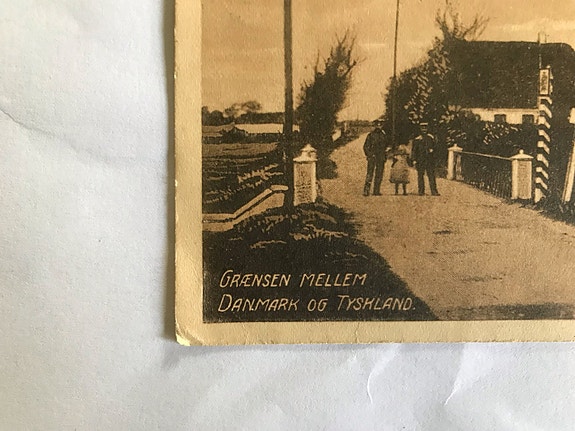 GRÆNSEN MELLEM
DANMARK OG TYSKLAND.